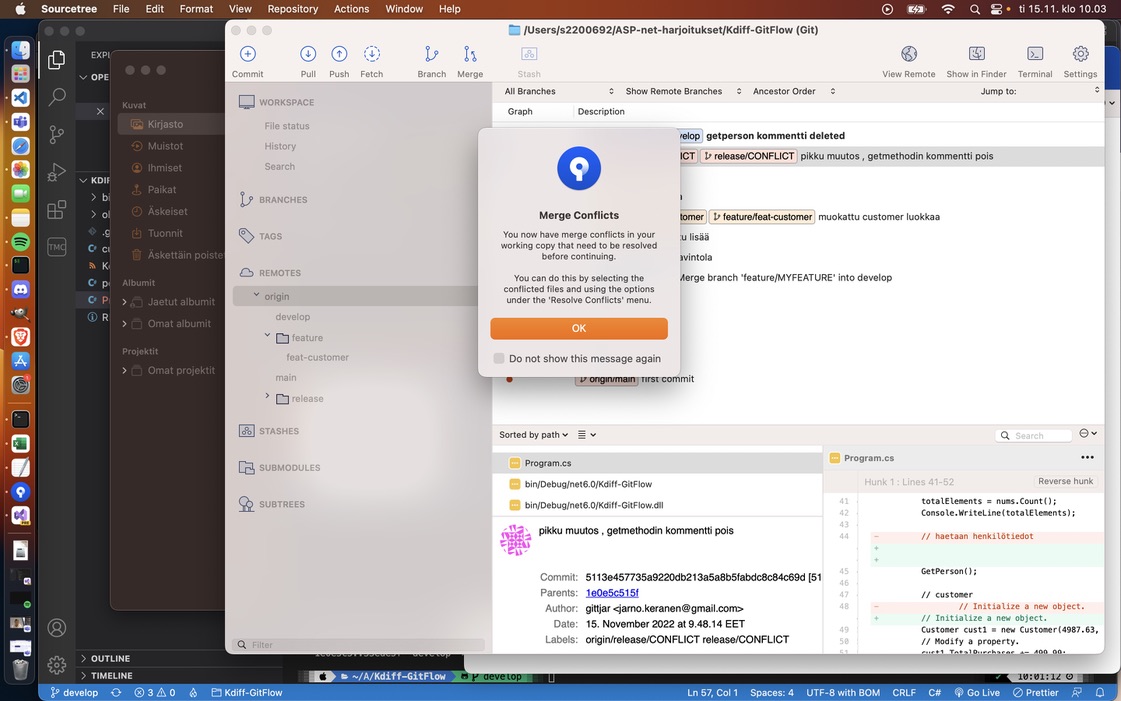 Sourcetree File Edit View Repository Actions Window Help ti 15.11. klo 10.03
/Users/s2200692/ASP-net-harjoitukset/Kdiff-GitFlow (Git)
Commit Pull Push Fetch Branch Merge Stash View Remote Show in Finder Terminal Settings
EXPL
OPE
KDIF
TMC
Kuvat
Kirjasto
Muistot
Ihmiset
Paikat
Äskeiset
Tuonnit
Äskettäin poistet
Albumit
Jaetut albumit
Omat albumit
Projektit
Omat projektit
WORKSPACE
File status
History
Search
BRANCHES
TAGS
REMOTES
origin
develop
feature
feat-customer
main
release
STASHES
SUBMODULES
SUBTREES
Filter
All Branches Show Remote Branches Ancestor Order Jump to:
Graph Description
velop getperson kommentti deleted
ICT release/CONFLICT pikku muutos , getmethodin kommentti pois
tomer feature/feat-customer muokattu customer luokkaa
tu lisää
avintola
Merge branch 'feature/MYFEATURE' into develop
origin/main first commit
Merge Conflicts
You now have merge conflicts in your
working copy that need to be resolved
before continuing.
You can do this by selecting the
conflicted files and using the options
under the 'Resolve Conflicts' menu.
OK
Do not show this message again
Sorted by path Search
Program.cs
bin/Debug/net6.0/Kdiff-GitFlow
bin/Debug/net6.0/Kdiff-GitFlow.dll
pikku muutos , getmethodin kommentti pois
Commit: 5113e457735a9220db213a5a8b5fabdc8c84c69d [51
Parents: 1e0e5c515f
Author: gittjar <jarno.keranen@gmail.com>
Date: 15. November 2022 at 9.48.14 EET
Labels: origin/release/CONFLICT release/CONFLICT
Program.cs
Hunk 1 : Lines 41-52 Reverse hunk
41 totalElements = nums.Count();
42 Console.WriteLine(totalElements);
43
44 - // haetaan henkilötiedot
+
+
45 GetPerson();
46
47 // customer
48 - // Initialize a new object.
+ // Initialize a new object.
49 Customer cust1 = new Customer(4987.63,
50 // Modify a property.
51 cust1.TotalPurchases += 499.99;
OUTLINE
TIMELINE
~/A/Kdiff-GitFlow develop 10:01:12
develop 3 0 Kdiff-GitFlow Ln 57, Col 1 Spaces: 4 UTF-8 with BOM CRLF C# Go Live Prettier